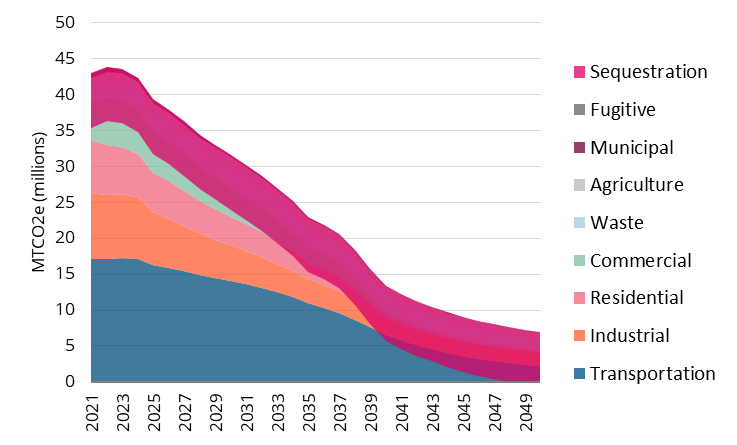 50
45
40
35
30
25
20
15
10
5
0
MTCO2e (millions)
2021
2023
2025
2027
2029
2031
2033
2035
2037
2039
2041
2043
2045
2047
2049
Sequestration
Fugitive
Municipal
Agriculture
Waste
Commercial
Residential
Industrial
Transportation